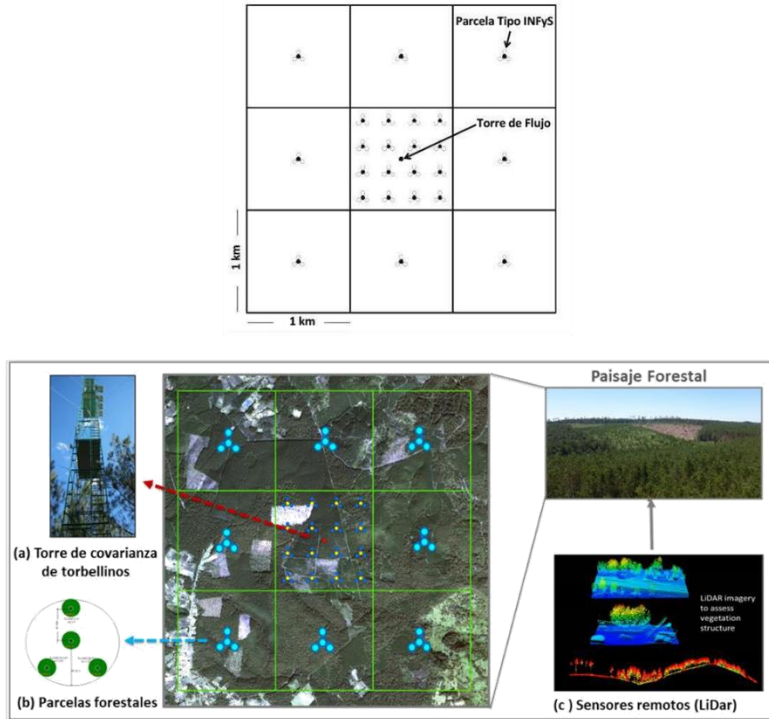 Parcela Tipo INFyS
Torre de Flujo
1 km
1 km
Paisaje Forestal
(a) Torre de covarianza
de torbellinos
(b) Parcelas forestales
LiDAR imagery
to assess
vegetation
structure
(c ) Sensores remotos (LiDar)